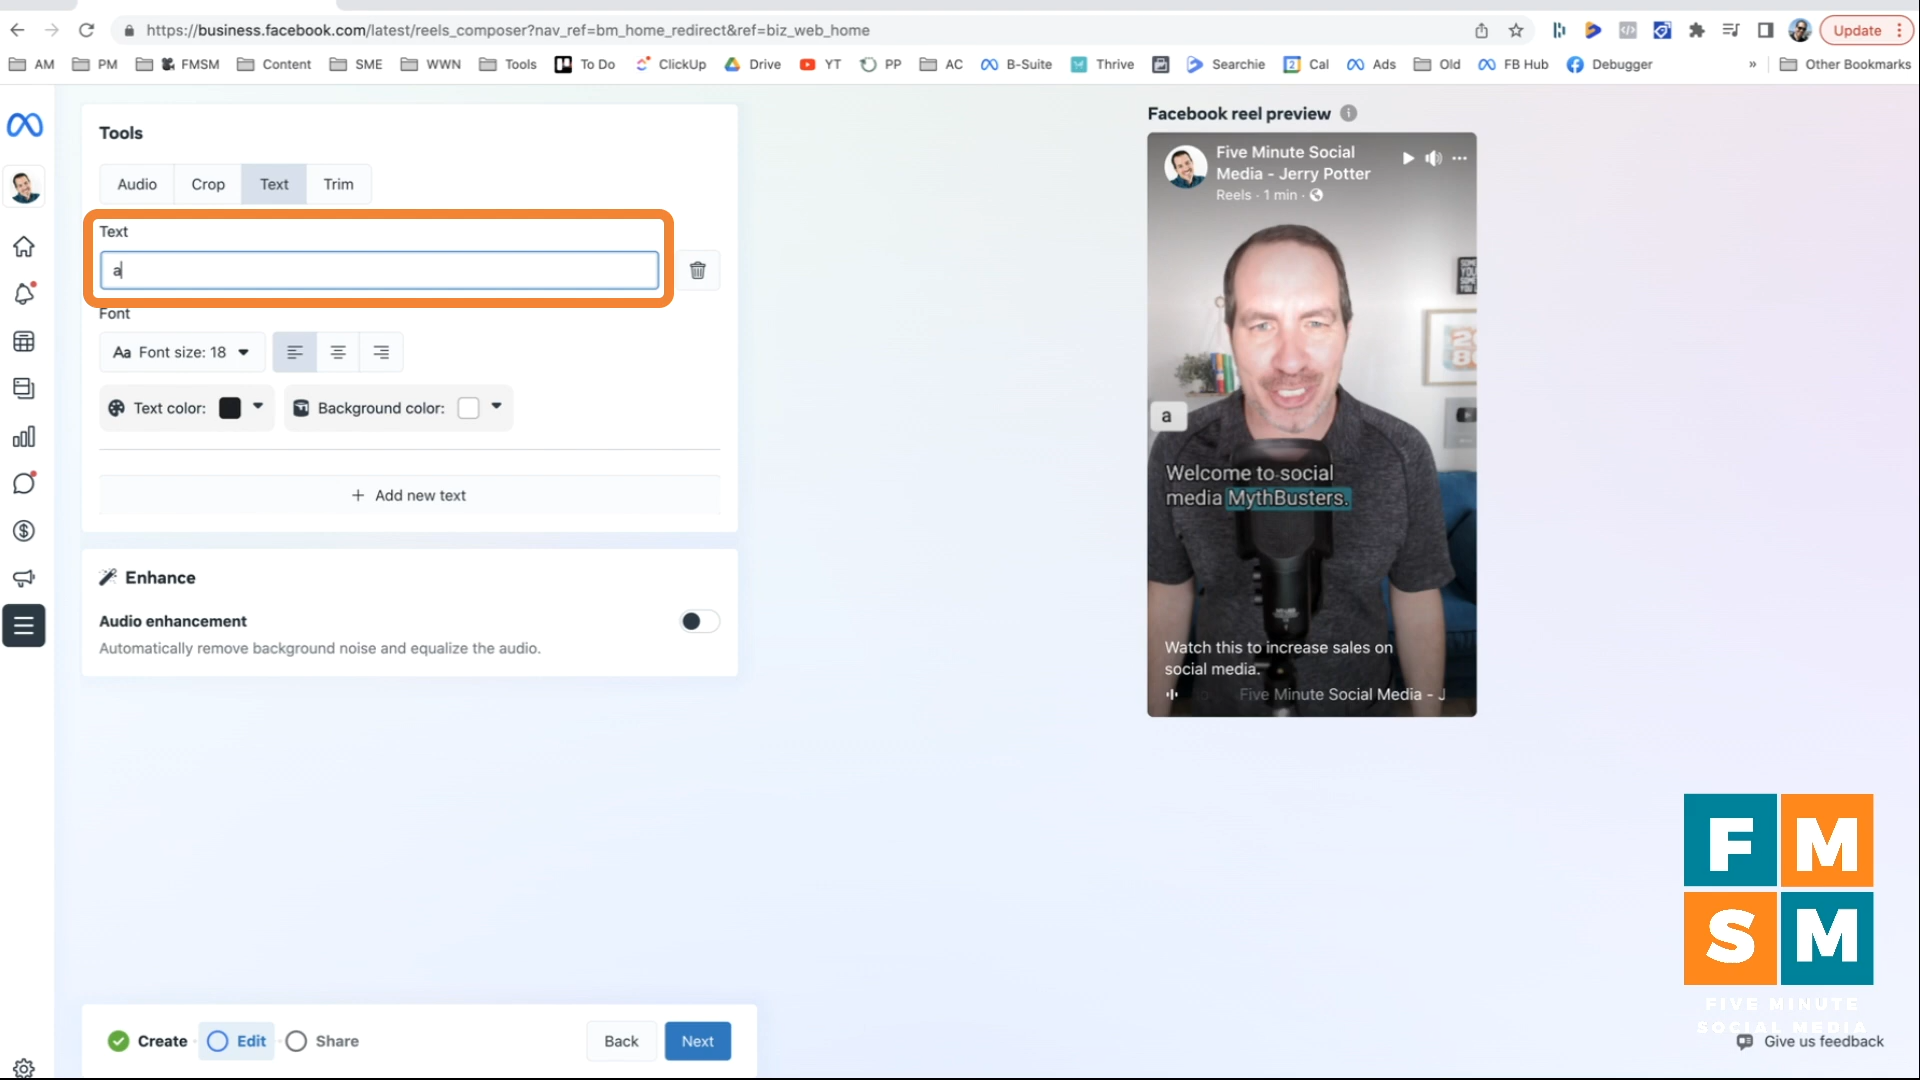 https://business.facebook.com/latest/reels_composer?nav_ref=bm_home_redirect&ref=biz_web_home
Update
AM PM FMSM Content SME WWN Tools To Do ClickUp Drive YT PP AC B-Suite Thrive Searchie 2 Cal Ads Old FB Hub Debugger » Other Bookmarks
Tools
Audio Crop Text Trim
Text
a
Font
Aa Font size: 18
Text color: Background color:
+ Add new text
Enhance
Audio enhancement
Automatically remove background noise and equalize the audio.
Create Edit Share Back Next
Facebook reel preview
Five Minute Social
Media - Jerry Potter
Reels · 1 min ·
a
Welcome to social
media MythBusters.
Watch this to increase sales on
social media.
Five Minute Social Media - J
F M
S M
FIVE MINUTE
SOCIAL MEDIA
Give us feedback